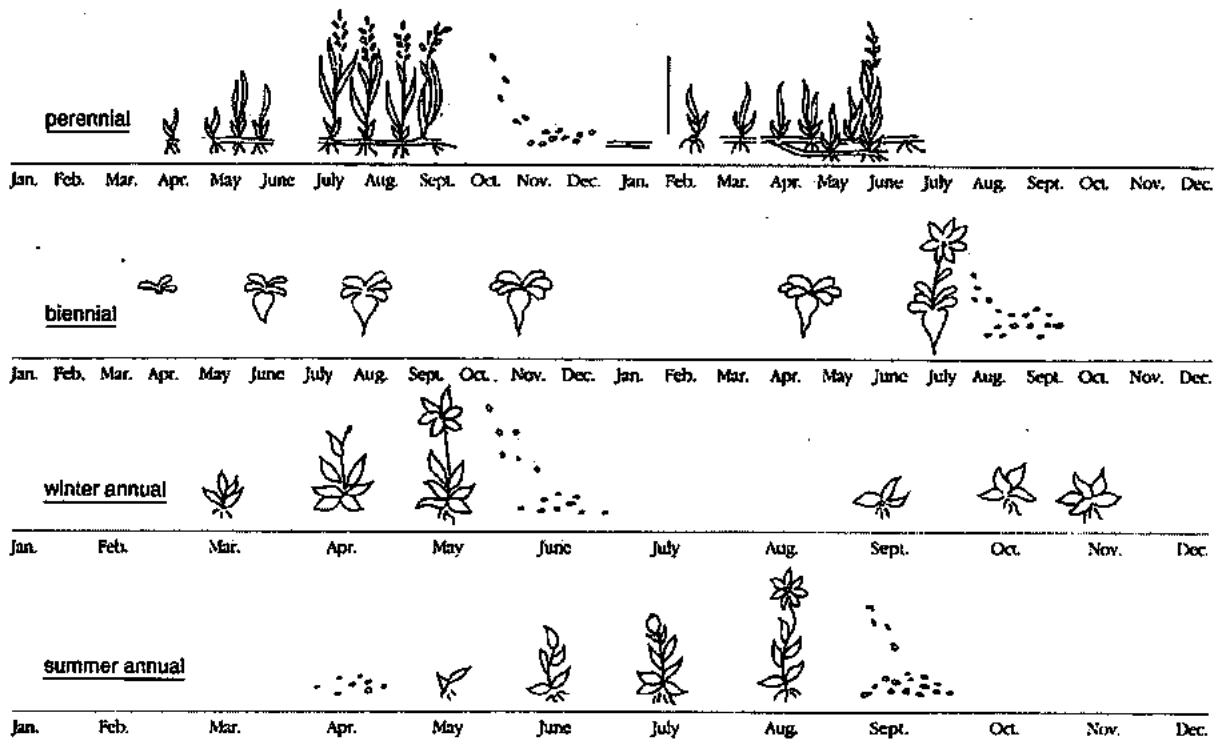 perennial
Jan. Feb. Mar. Apr. May June July Aug. Sept. Oct. Nov. Dec. Jan. Feb. Mar. Apr. May June July Aug. Sept. Oct. Nov. Dec.
biennial
Jan. Feb. Mar. Apr. May June July Aug. Sept. Oct. Nov. Dec. Jan. Feb. Mar. Apr. May June July Aug. Sept. Oct. Nov. Dec.
winter annual
Jan. Feb. Mar. Apr. May June July Aug. Sept. Oct. Nov. Dec.
summer annual
Jan. Feb. Mar. Apr. May June July Aug. Sept. Oct. Nov. Dec.